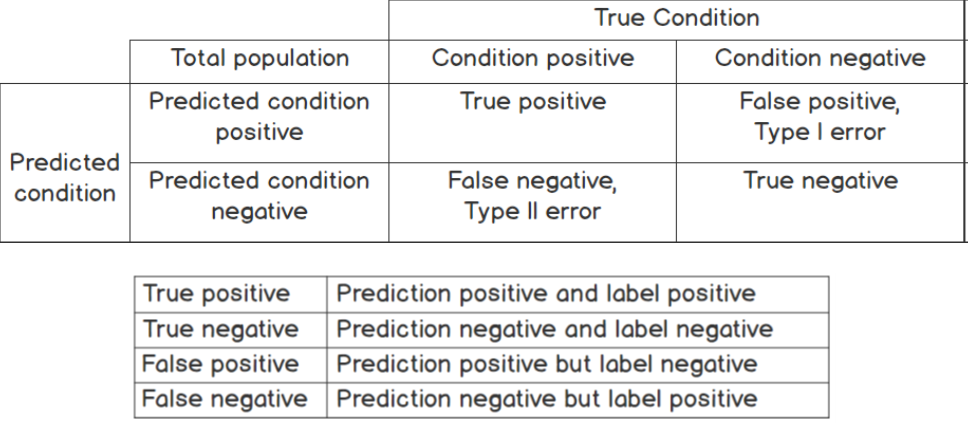 True Condition
Total population Condition positive Condition negative
Predicted condition positive True positive False positive, Type I error
Predicted condition
Predicted condition negative False negative, Type II error True negative
True positive Prediction positive and label positive
True negative Prediction negative and label negative
False positive Prediction positive but label negative
False negative Prediction negative but label positive